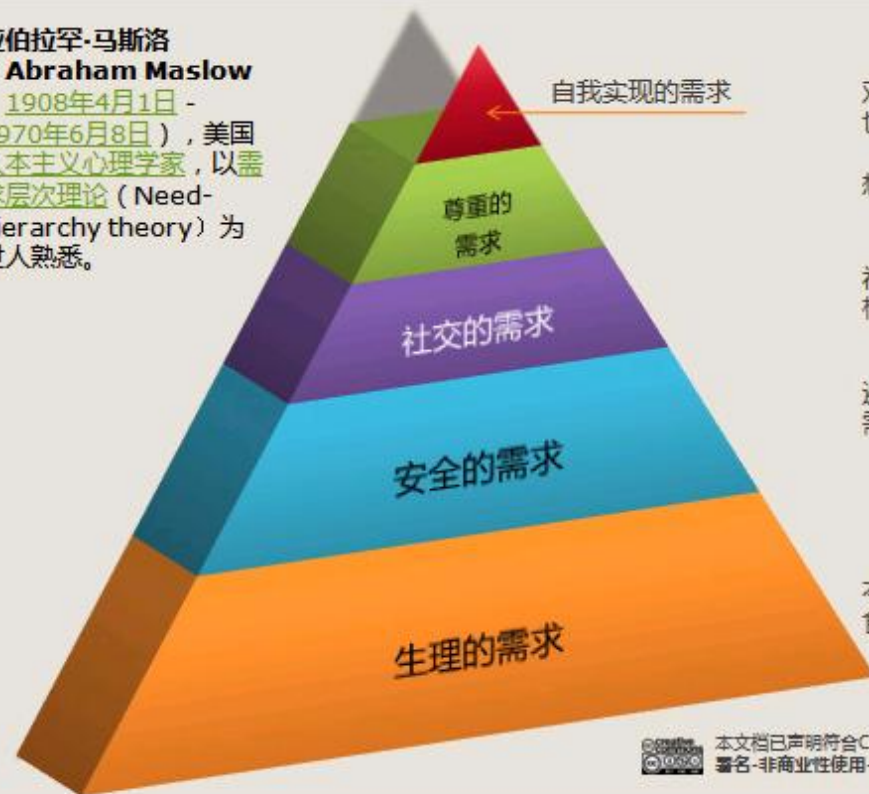 伯拉罕·马斯洛
Abraham Maslow
1908年4月1日 -
970年6月8日），美国
本主义心理学家，以需
层次理论（Need-
ierarchy theory）为
人熟悉。
自我实现的需求
尊重的
需求
社交的需求
安全的需求
生理的需求
creative commons
本文档已声明符合C
署名-非商业性使用-